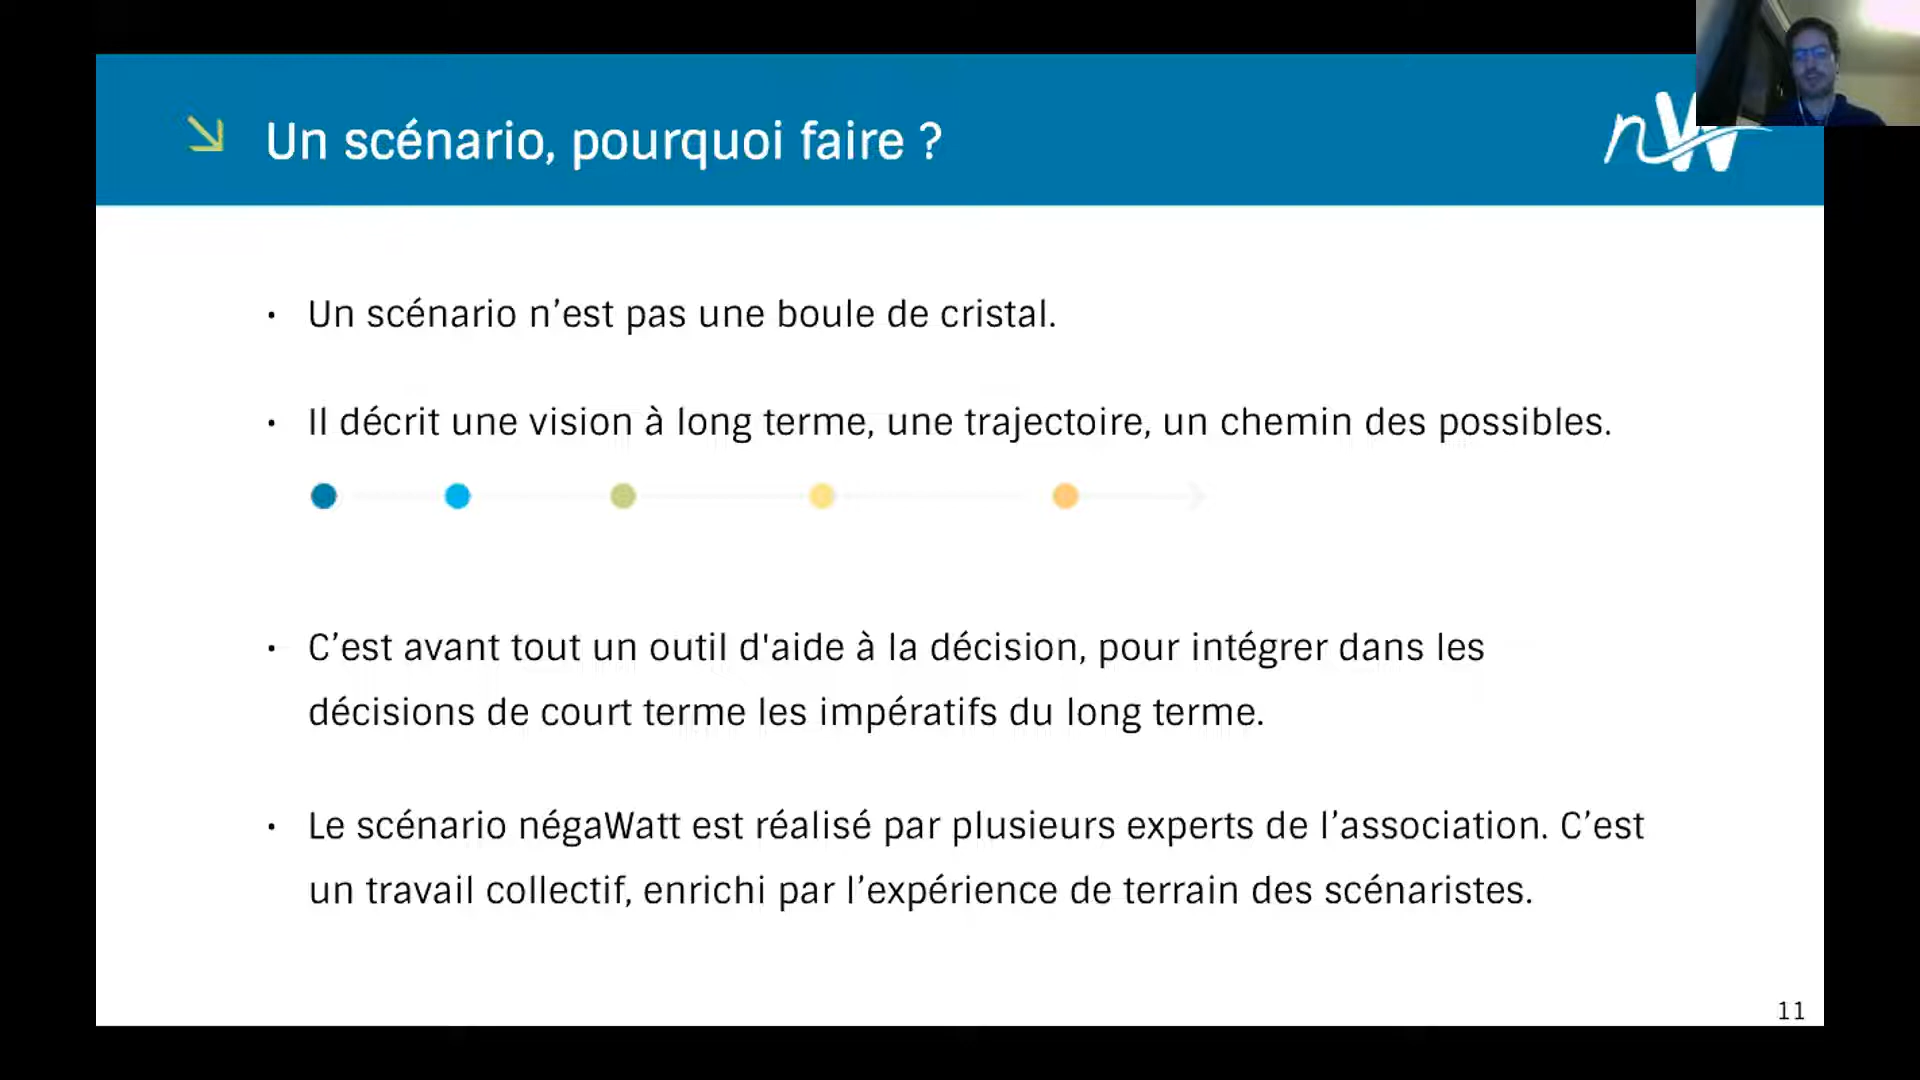 Un scénario, pourquoi faire ?
nW
• Un scénario n’est pas une boule de cristal.
• Il décrit une vision à long terme, une trajectoire, un chemin des possibles.
• C’est avant tout un outil d'aide à la décision, pour intégrer dans les
décisions de court terme les impératifs du long terme.
• Le scénario négaWatt est réalisé par plusieurs experts de l’association. C’est
un travail collectif, enrichi par l’expérience de terrain des scénaristes.
11